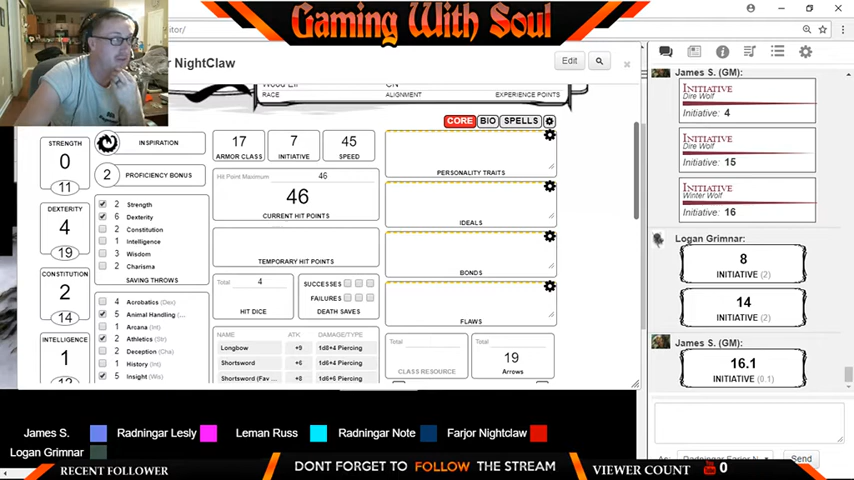 Gaming With Soul
itor/
r NightClaw
Edit
Wood Elf
CN
RACE
ALIGNMENT
EXPERIENCE POINTS
CORE
BIO
SPELLS
STRENGTH
0
11
DEXTERITY
4
19
CONSTITUTION
2
14
INTELLIGENCE
1
INSPIRATION
2
PROFICIENCY BONUS
2 Strength
6 Dexterity
2 Constitution
1 Intelligence
3 Wisdom
2 Charisma
SAVING THROWS
4 Acrobatics (Dex)
5 Animal Handling (...
1 Arcana (Int)
2 Athletics (Str)
2 Deception (Cha)
1 History (Int)
5 Insight (Wis)
17
ARMOR CLASS
7
INITIATIVE
45
SPEED
Hit Point Maximum
46
46
CURRENT HIT POINTS
TEMPORARY HIT POINTS
Total
4
HIT DICE
SUCCESSES
FAILURES
DEATH SAVES
NAME
ATK
DAMAGE/TYPE
Longbow
+9
1d8+4 Piercing
Shortsword
+6
1d6+4 Piercing
Shortsword (Fav ...
+8
1d6+6 Piercing
PERSONALITY TRAITS
IDEALS
BONDS
FLAWS
Total
CLASS RESOURCE
Total
19
Arrows
James S. (GM):
INITIATIVE
Dire Wolf
Initiative: 4
INITIATIVE
Dire Wolf
Initiative: 15
INITIATIVE
Winter Wolf
Initiative: 16
Logan Grimnar:
8
INITIATIVE (2)
14
INITIATIVE (2)
James S. (GM):
16.1
INITIATIVE (0.1)
Send
James S.
Radningar Lesly
Leman Russ
Radningar Note
Farjor Nightclaw
Logan Grimnar
RECENT FOLLOWER
DONT FORGET TO FOLLOW THE STREAM
VIEWER COUNT
0